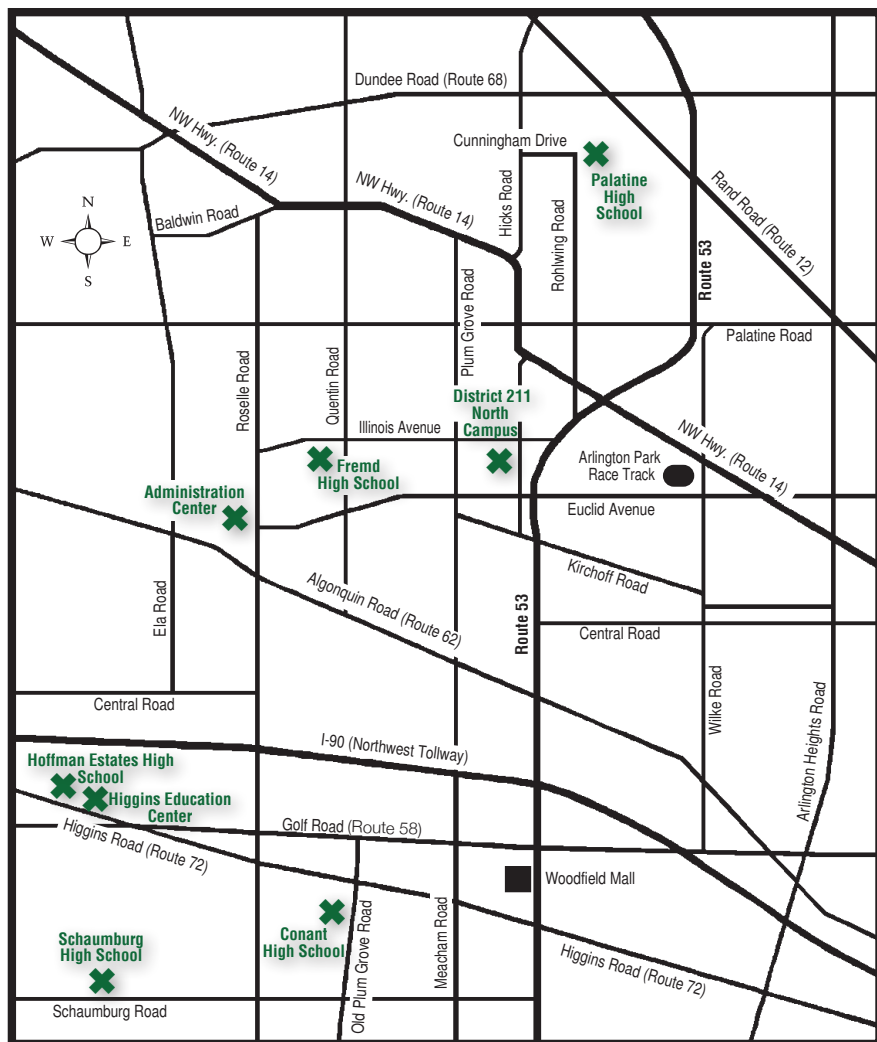 Dundee Road (Route 68)
NW Hwy. (Route 14)
Cunningham Drive
Palatine
High
School
Hicks Road
Rohlwing Road
Rand Road (Route 12)
Route 53
N
W
E
S
Baldwin Road
NW Hwy. (Route 14)
Plum Grove Road
Palatine Road
Roselle Road
Quentin Road
District 211
North
Campus
Illinois Avenue
Fremd
High School
Arlington Park
Race Track
NW Hwy. (Route 14)
Administration
Center
Euclid Avenue
Kirchoff Road
Ela Road
Algonquin Road (Route 62)
Route 53
Central Road
Central Road
Wilke Road
Arlington Heights Road
I-90 (Northwest Tollway)
Hoffman Estates High
School
Higgins Education
Center
Golf Road (Route 58)
Higgins Road (Route 72)
Woodfield Mall
Conant
High School
Old Plum Grove Road
Meacham Road
Higgins Road (Route 72)
Schaumburg
High School
Schaumburg Road